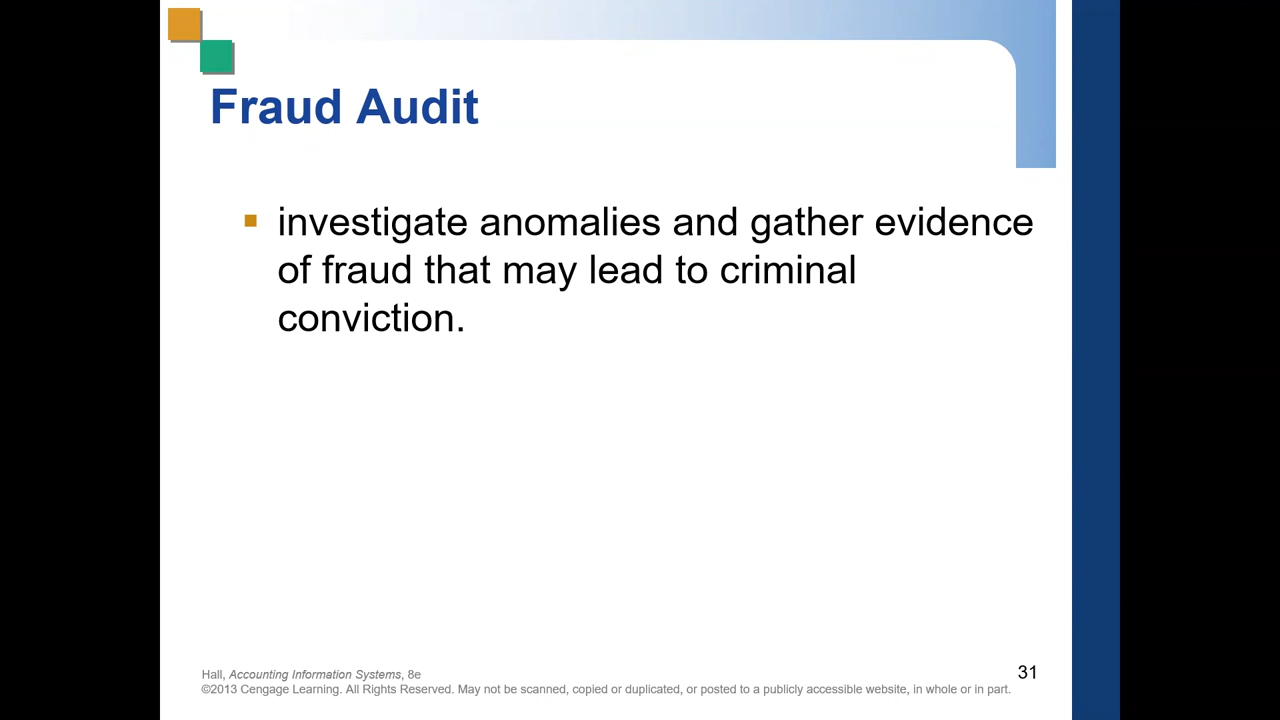 Fraud Audit
▪ investigate anomalies and gather evidence
of fraud that may lead to criminal
conviction.
Hall, Accounting Information Systems, 8e
©2013 Cengage Learning. All Rights Reserved. May not be scanned, copied or duplicated, or posted to a publicly accessible website, in whole or in part.
31